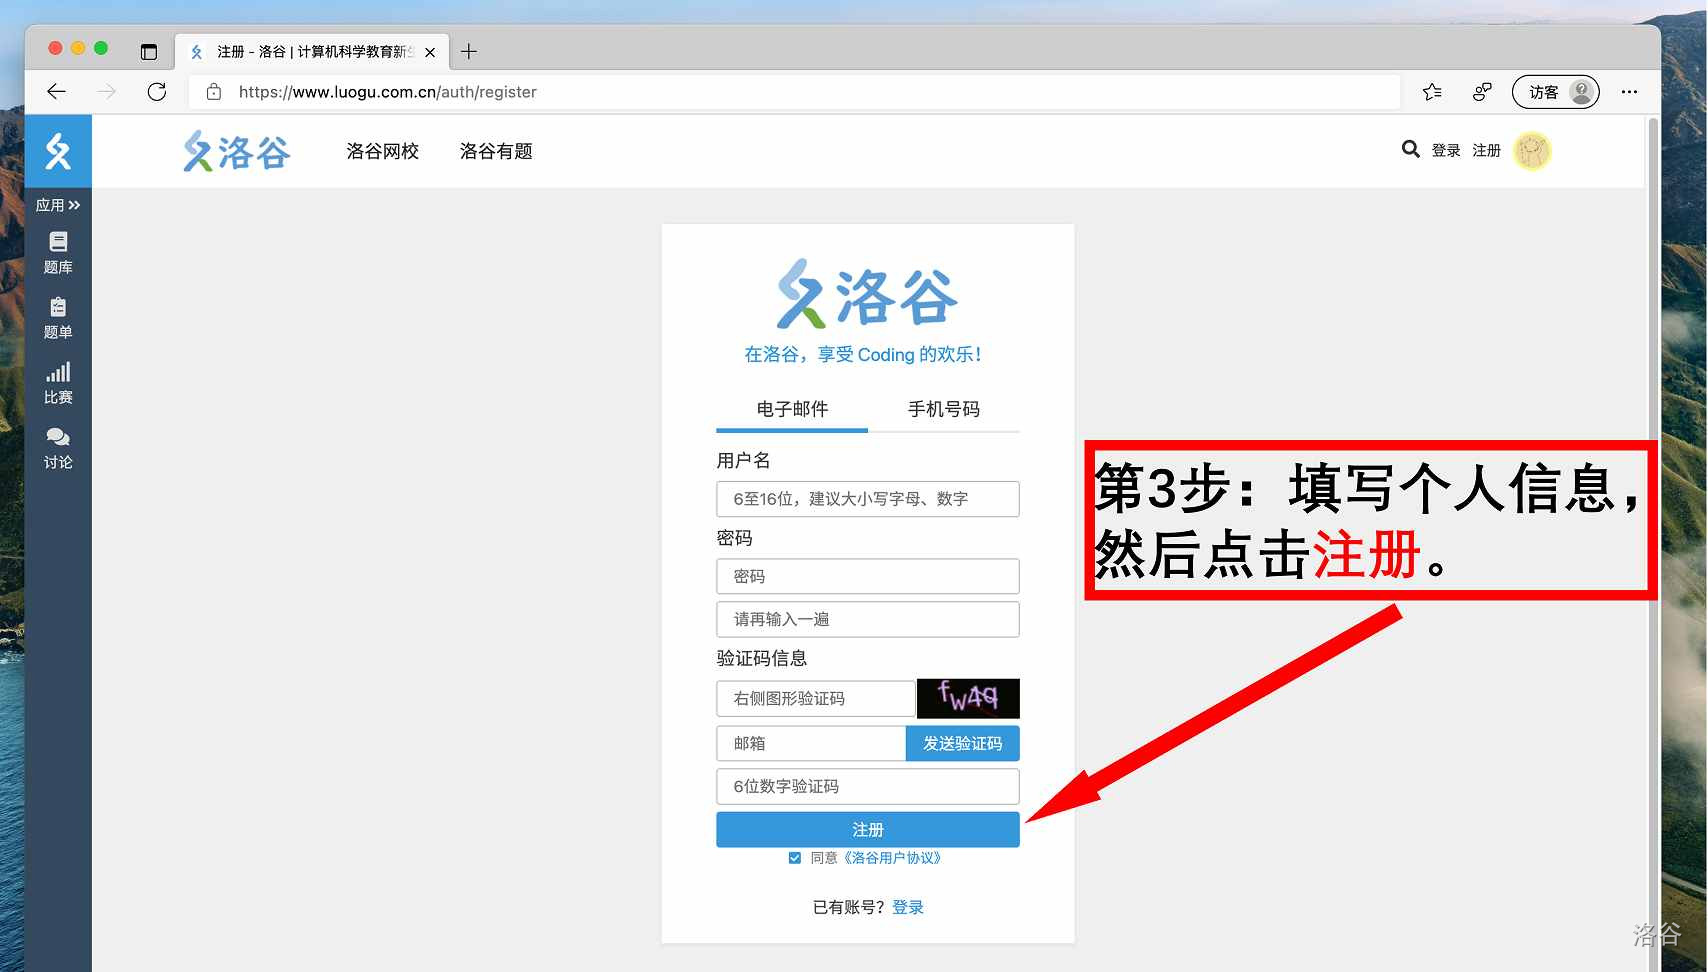 注册 - 洛谷 | 计算机科学教育新
https://www.luogu.com.cn/auth/register
访客
洛谷
洛谷网校
洛谷有题
登录
注册
应用
题库
题单
比赛
讨论
洛谷
在洛谷，享受 Coding 的欢乐！
电子邮件
手机号码
用户名
6至16位，建议大小写字母、数字
密码
密码
请再输入一遍
验证码信息
右侧图形验证码
fw4q
邮箱
发送验证码
6位数字验证码
注册
同意《洛谷用户协议》
已有账号？登录
第3步：填写个人信息，
然后点击注册。
洛谷